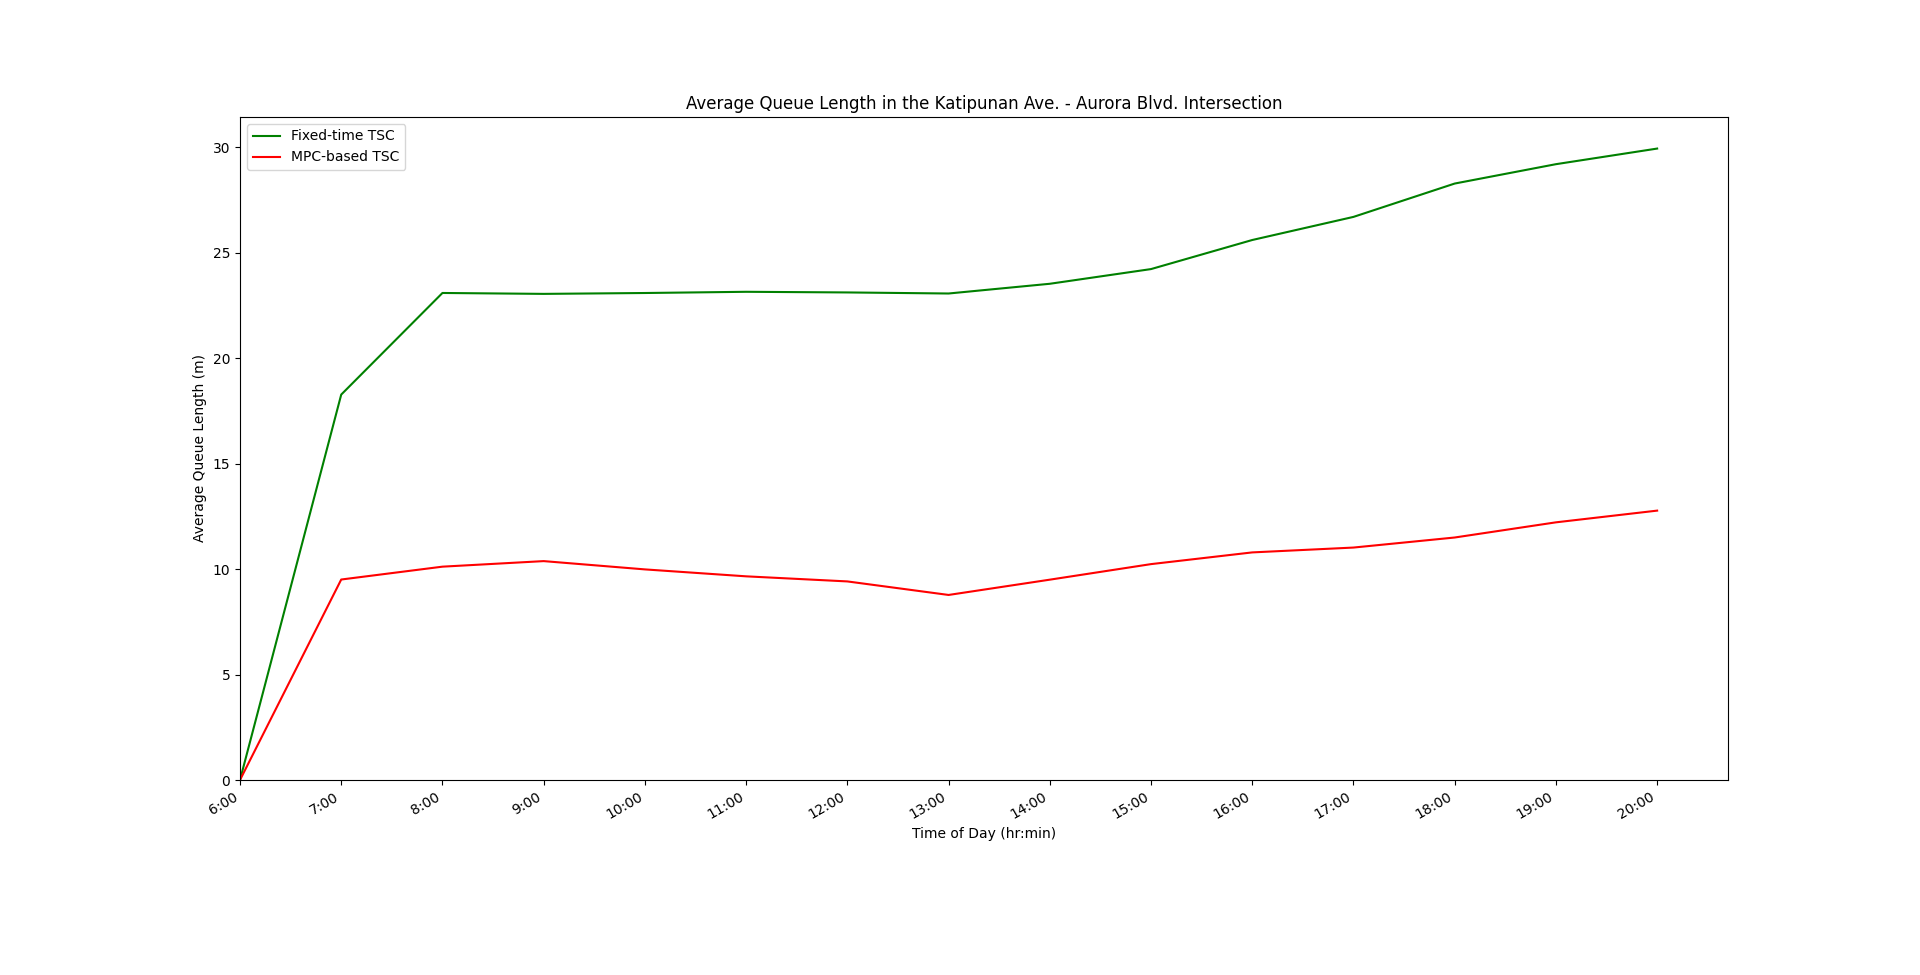 Average Queue Length in the Katipunan Ave. - Aurora Blvd. Intersection
Fixed-time TSC
MPC-based TSC
30
25
20
15
10
5
0
Average Queue Length (m)
6:00 7:00 8:00 9:00 10:00 11:00 12:00 13:00 14:00 15:00 16:00 17:00 18:00 19:00 20:00
Time of Day (hr:min)